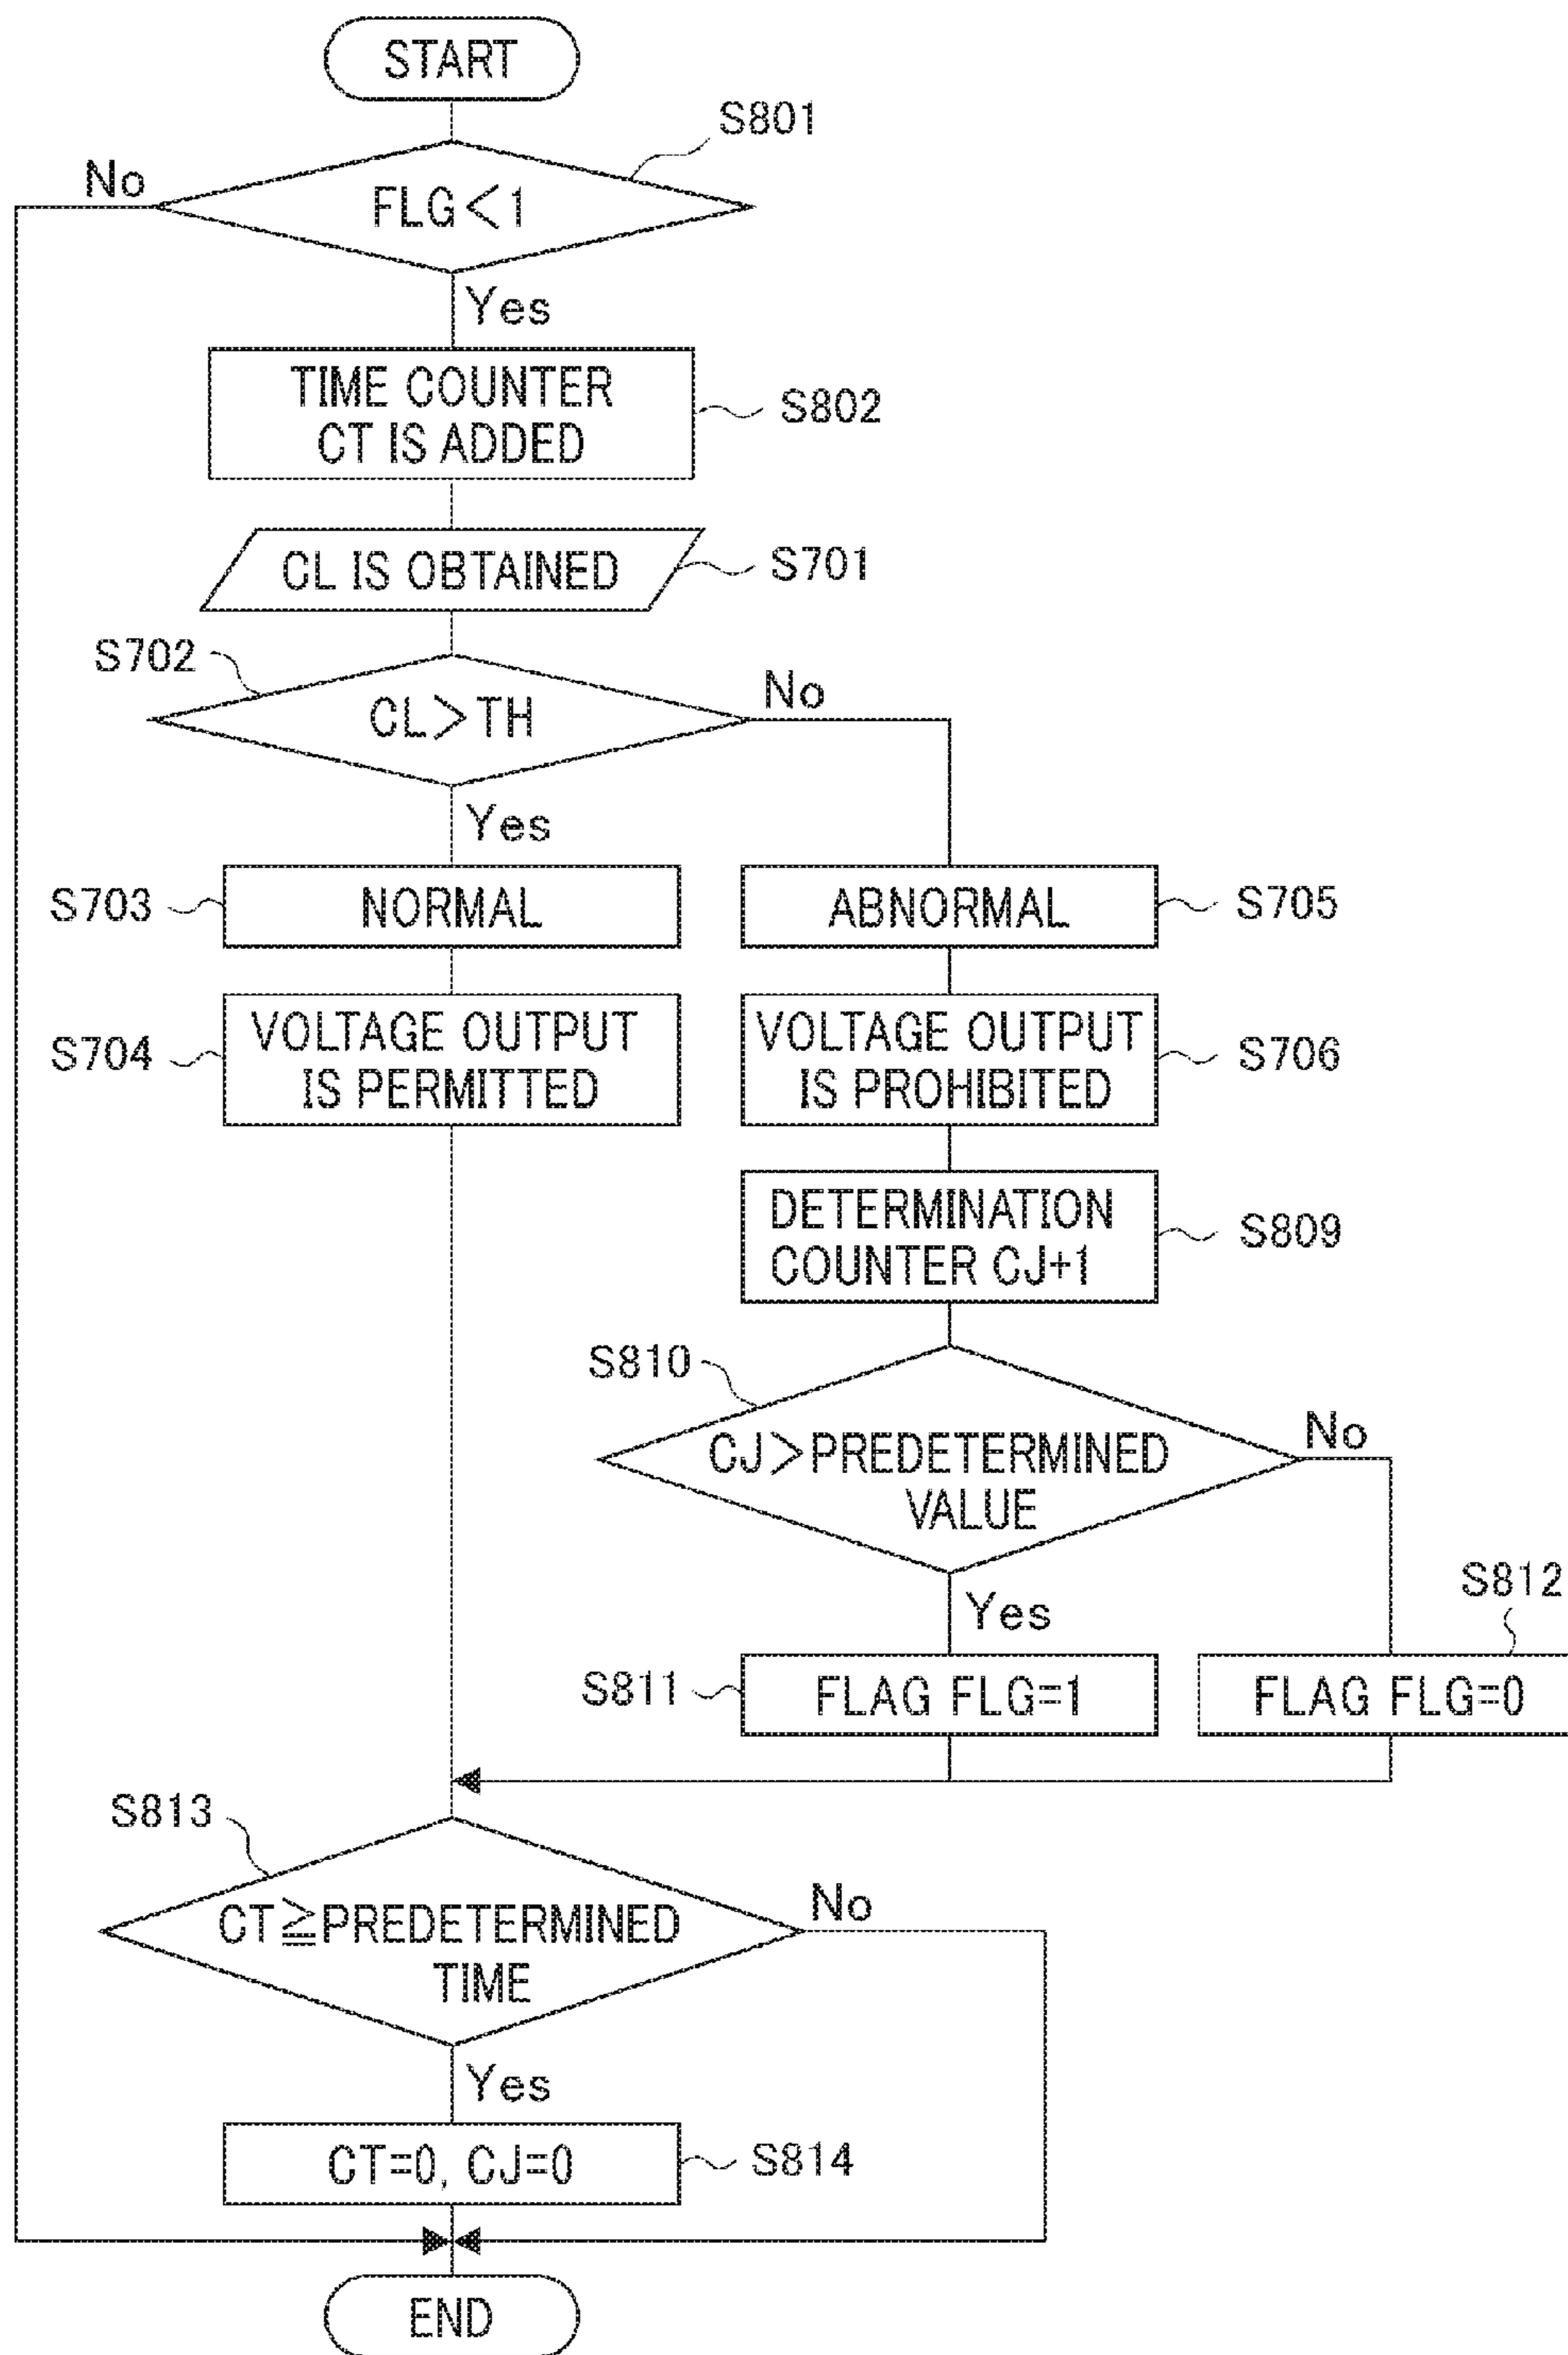 START
S801
No
FLG<1
Yes
TIME COUNTER
CT IS ADDED
S802
CL IS OBTAINED
S701
S702
CL>TH
No
Yes
S703
NORMAL
ABNORMAL
S705
S704
VOLTAGE OUTPUT
IS PERMITTED
VOLTAGE OUTPUT
IS PROHIBITED
S706
DETERMINATION
COUNTER CJ+1
S809
S810
CJ>PREDETERMINED
VALUE
No
Yes
S812
S811
FLAG FLG=1
FLAG FLG=0
S813
CT≧PREDETERMINED
TIME
No
Yes
CT=0, CJ=0
S814
END